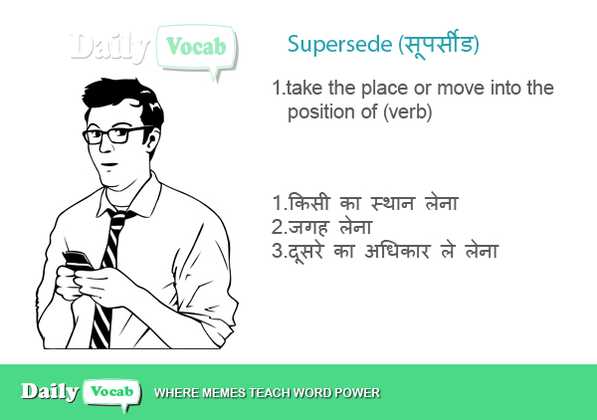 Daily Vocab
Supersede (सूपर्सीड)
1.take the place or move into the
position of (verb)
1.किसी का स्थान लेना
2.जगह लेना
3.दूसरे का अधिकार ले लेना
Daily Vocab WHERE MEMES TEACH WORD POWER